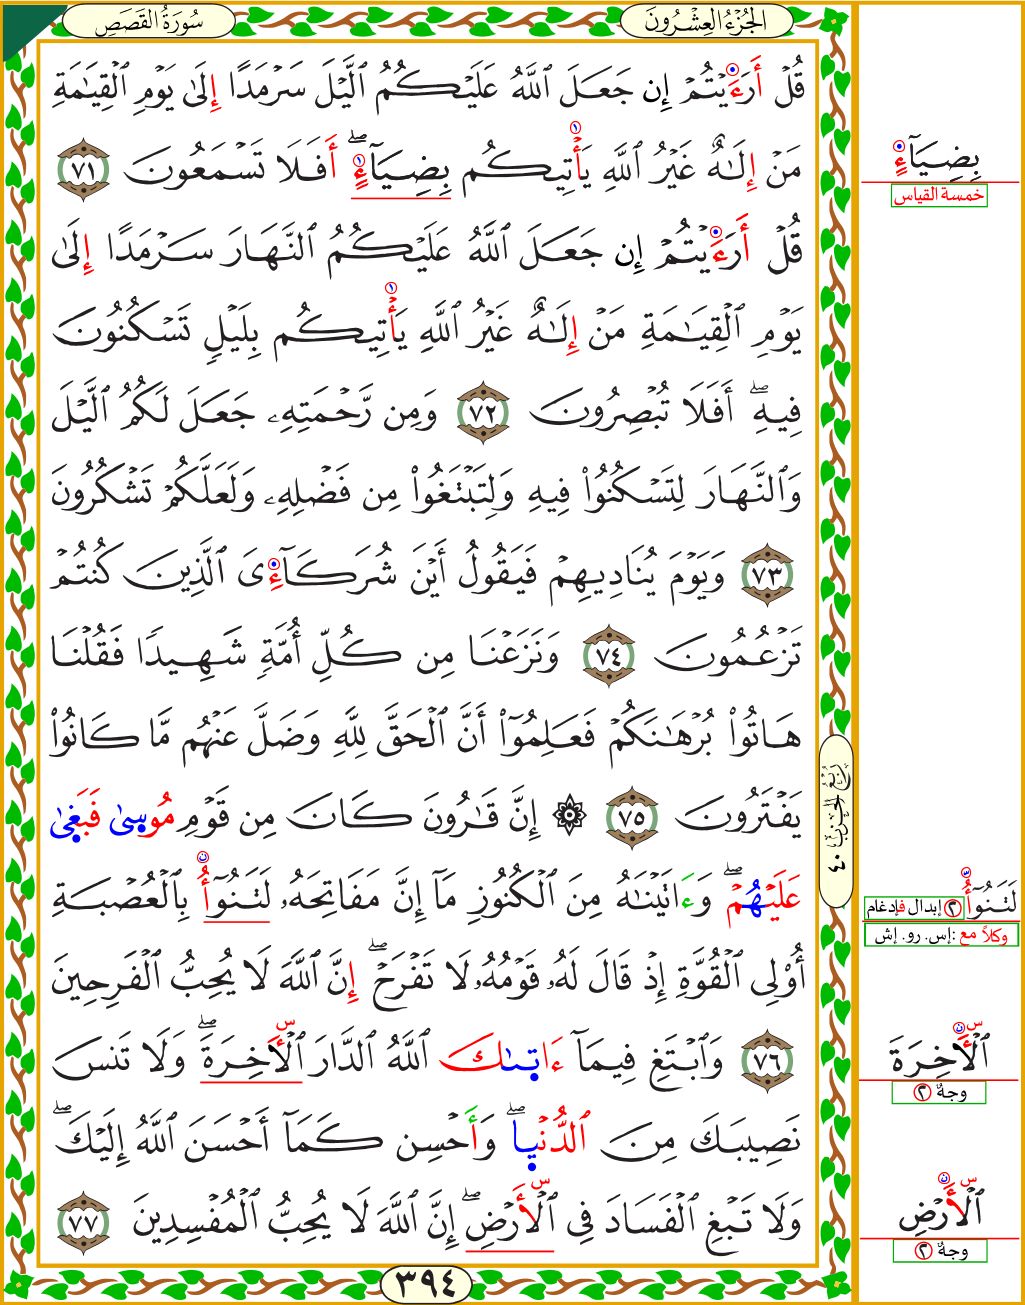 الجُزْءُ العِشْرُونَ
سُورَةُ القَصَصِ
قُلْ أَرَءَيْتُمْ إِن جَعَلَ ٱللَّهُ عَلَيْكُمُ ٱلَّيْلَ سَرْمَدًا إِلَىٰ يَوْمِ ٱلْقِيَٰمَةِ
مَنْ إِلَٰهٌ غَيْرُ ٱللَّهِ يَأْتِيكُم بِضِيَآءٍ ۖ أَفَلَا تَسْمَعُونَ ٧١
قُلْ أَرَءَيْتُمْ إِن جَعَلَ ٱللَّهُ عَلَيْكُمُ ٱلنَّهَارَ سَرْمَدًا إِلَىٰ
يَوْمِ ٱلْقِيَٰمَةِ مَنْ إِلَٰهٌ غَيْرُ ٱللَّهِ يَأْتِيكُم بِلَيْلٍ تَسْكُنُونَ
فِيهِ ۖ أَفَلَا تُبْصِرُونَ ٧٢ وَمِن رَّحْمَتِهِۦ جَعَلَ لَكُمُ ٱلَّيْلَ
وَٱلنَّهَارَ لِتَسْكُنُوا۟ فِيهِ وَلِتَبْتَغُوا۟ مِن فَضْلِهِۦ وَلَعَلَّكُمْ تَشْكُرُونَ
٧٣ وَيَوْمَ يُنَادِيهِمْ فَيَقُولُ أَيْنَ شُرَكَآءِىَ ٱلَّذِينَ كُنتُمْ
تَزْعُمُونَ ٧٤ وَنَزَعْنَا مِن كُلِّ أُمَّةٍ شَهِيدًا فَقُلْنَا
هَاتُوا۟ بُرْهَٰنَكُمْ فَعَلِمُوٓا۟ أَنَّ ٱلْحَقَّ لِلَّهِ وَضَلَّ عَنْهُم مَّا كَانُوا۟
يَفْتَرُونَ ٧٥ ۞ إِنَّ قَٰرُونَ كَانَ مِن قَوْمِ مُوسَىٰ فَبَغَىٰ
عَلَيْهِمْ ۖ وَءَاتَيْنَٰهُ مِنَ ٱلْكُنُوزِ مَآ إِنَّ مَفَاتِحَهُۥ لَتَنُوٓأُ بِٱلْعُصْبَةِ
أُو۟لِى ٱلْقُوَّةِ إِذْ قَالَ لَهُۥ قَوْمُهُۥ لَا تَفْرَحْ ۖ إِنَّ ٱللَّهَ لَا يُحِبُّ ٱلْفَرِحِينَ
٧٦ وَٱبْتَغِ فِيمَآ ءَاتَىٰكَ ٱللَّهُ ٱلدَّارَ ٱلْءَاخِرَةَ ۖ وَلَا تَنسَ
نَصِيبَكَ مِنَ ٱلدُّنْيَا ۖ وَأَحْسِن كَمَآ أَحْسَنَ ٱللَّهُ إِلَيْكَ ۖ
وَلَا تَبْغِ ٱلْفَسَادَ فِى ٱلْأَرْضِ ۖ إِنَّ ٱللَّهَ لَا يُحِبُّ ٱلْمُفْسِدِينَ ٧٧
٣٩٤
رُبْعُ الحِزْبِ ٤٠
بِضِيَآءٍ
خمسة القياس
لَتَنُوٓأُ
٢ إبدال فإدغام
وكلاً مع :إس. رو. إش
ٱلْءَاخِرَةَ
وجهٌ ٢
ٱلْأَرْضِ
وجهٌ ٢